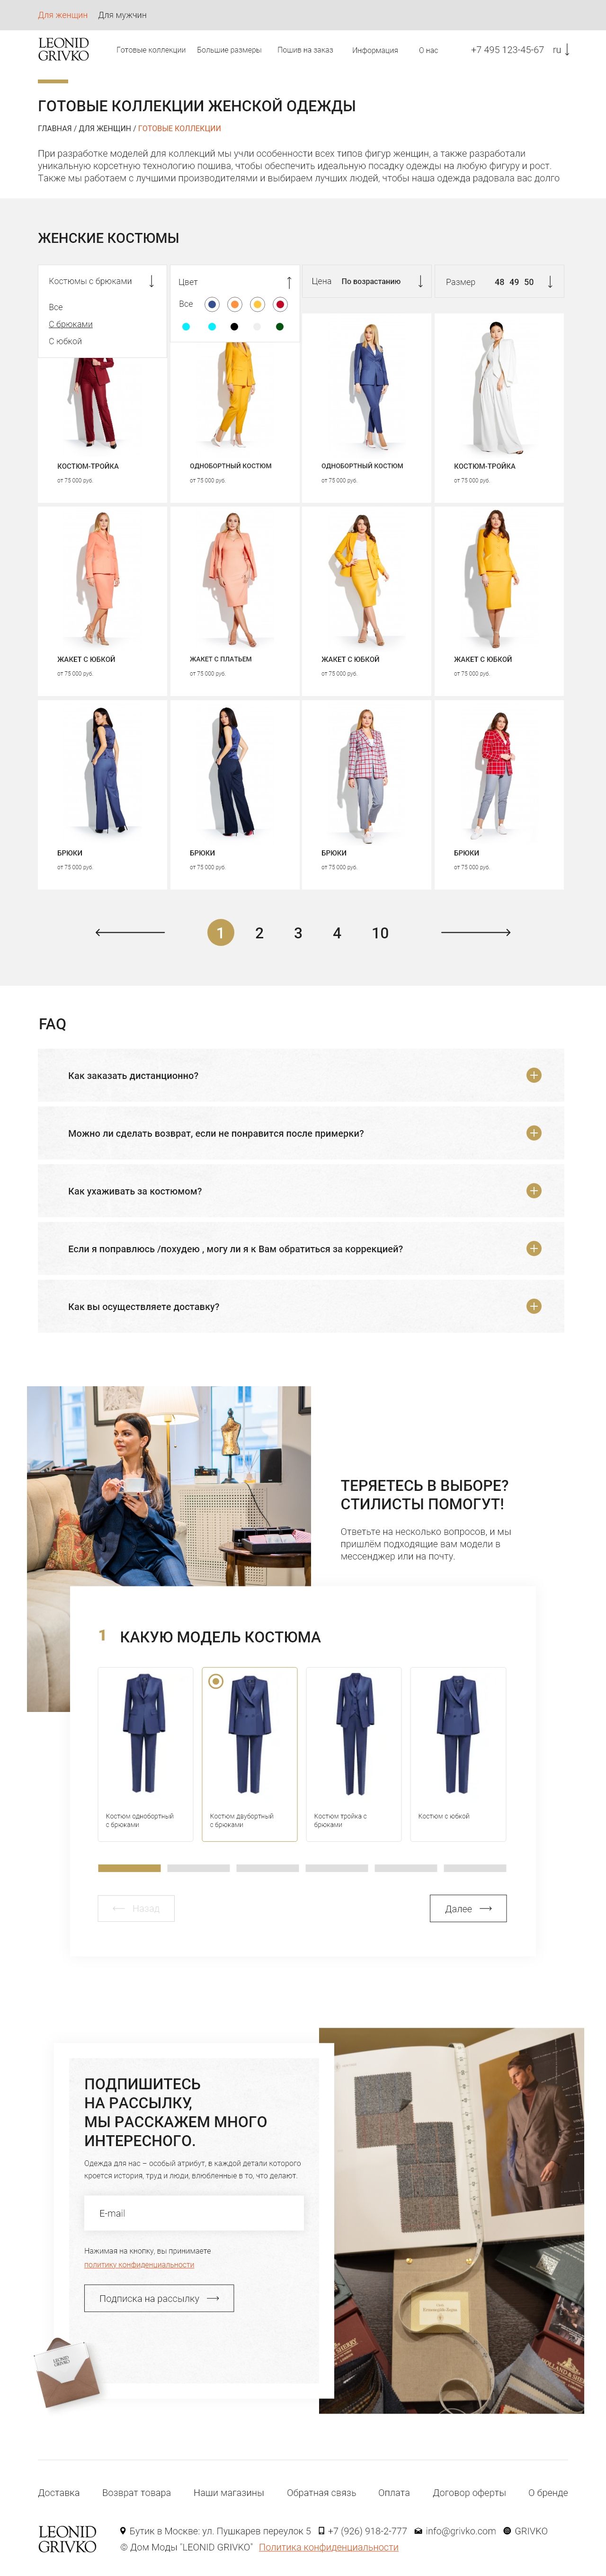 Для женщин Для мужчин
LEONID
GRIVKO
Готовые коллекции Большие размеры Пошив на заказ Информация О нас +7 495 123-45-67 ru
ГОТОВЫЕ КОЛЛЕКЦИИ ЖЕНСКОЙ ОДЕЖДЫ
ГЛАВНАЯ / ДЛЯ ЖЕНЩИН / ГОТОВЫЕ КОЛЛЕКЦИИ
При разработке моделей для коллекций мы учли особенности всех типов фигур женщин, а также разработали
уникальную корсетную технологию пошива, чтобы обеспечить идеальную посадку одежды на любую фигуру и рост.
Также мы работаем с лучшими производителями и выбираем лучших людей, чтобы наша одежда радовала вас долго
ЖЕНСКИЕ КОСТЮМЫ
Костюмы с брюками
Все
С брюками
С юбкой
Цвет
Все
Цена По возрастанию
Размер 48 49 50
КОСТЮМ-ТРОЙКА
от 75 000 руб.
ОДНОБОРТНЫЙ КОСТЮМ
от 75 000 руб.
ОДНОБОРТНЫЙ КОСТЮМ
от 75 000 руб.
КОСТЮМ-ТРОЙКА
от 75 000 руб.
ЖАКЕТ С ЮБКОЙ
от 75 000 руб.
ЖАКЕТ С ПЛАТЬЕМ
от 75 000 руб.
ЖАКЕТ С ЮБКОЙ
от 75 000 руб.
ЖАКЕТ С ЮБКОЙ
от 75 000 руб.
БРЮКИ
от 75 000 руб.
БРЮКИ
от 75 000 руб.
БРЮКИ
от 75 000 руб.
БРЮКИ
от 75 000 руб.
1 2 3 4 10
FAQ
Как заказать дистанционно?
Можно ли сделать возврат, если не понравится после примерки?
Как ухаживать за костюмом?
Если я поправлюсь /похудею , могу ли я к Вам обратиться за коррекцией?
Как вы осуществляете доставку?
ТЕРЯЕТЕСЬ В ВЫБОРЕ?
СТИЛИСТЫ ПОМОГУТ!
Ответьте на несколько вопросов, и мы
пришлём подходящие вам модели в
мессенджер или на почту.
1 КАКУЮ МОДЕЛЬ КОСТЮМА
Костюм однобортный
с брюками
Костюм двубортный
с брюками
Костюм тройка с
брюками
Костюм с юбкой
Назад
Далее
ПОДПИШИТЕСЬ
НА РАССЫЛКУ,
МЫ РАССКАЖЕМ МНОГО
ИНТЕРЕСНОГО.
Одежда для нас – особый атрибут, в каждой детали которого
кроется история, труд и люди, влюбленные в то, что делают.
E-mail
Нажимая на кнопку, вы принимаете
политику конфиденциальности
Подписка на рассылку
LEONID
GRIVKO
Доставка Возврат товара Наши магазины Обратная связь Оплата Договор оферты О бренде
LEONID
GRIVKO
Бутик в Москве: ул. Пушкарев переулок 5 +7 (926) 918-2-777 info@grivko.com GRIVKO
© Дом Моды "LEONID GRIVKO" Политика конфиденциальности